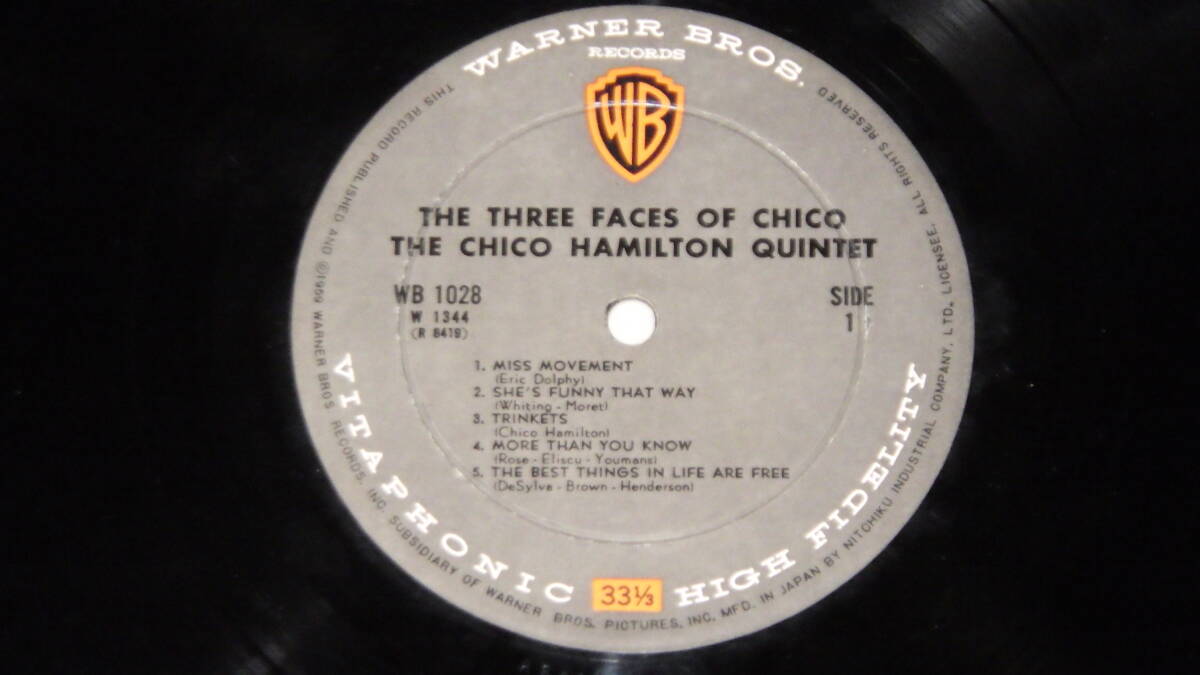 WARNER BROS.
RECORDS
WB
THE THREE FACES OF CHICO
THE CHICO HAMILTON QUINTET
WB 1028
W 1344
(R 8419)
SIDE
1
1. MISS MOVEMENT
(Eric Dolphy)
2. SHE'S FUNNY THAT WAY
(Whiting - Moret)
3. TRINKETS
(Chico Hamilton)
4. MORE THAN YOU KNOW
(Rose - Eliscu - Youmans)
5. THE BEST THINGS IN LIFE ARE FREE
(DeSylva - Brown - Henderson)
VITAPHONIC
33⅓
HIGH FIDELITY
THIS RECORD PUBLISHED AND ©1959 WARNER BROS RECORDS, INC. SUBSIDIARY OF WARNER BROS. PICTURES, INC. MFD. IN JAPAN BY NITCHIKU INDUSTRIAL COMPANY, LTD. LICENSEE. ALL RIGHTS RESERVED